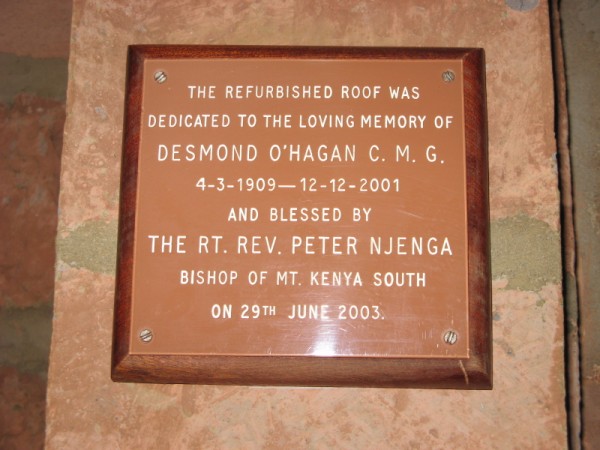 THE REFURBISHED ROOF WAS
DEDICATED TO THE LOVING MEMORY OF
DESMOND O'HAGAN C. M. G.
4-3-1909—12-12-2001
AND BLESSED BY
THE RT. REV. PETER NJENGA
BISHOP OF MT. KENYA SOUTH
ON 29TH JUNE 2003.